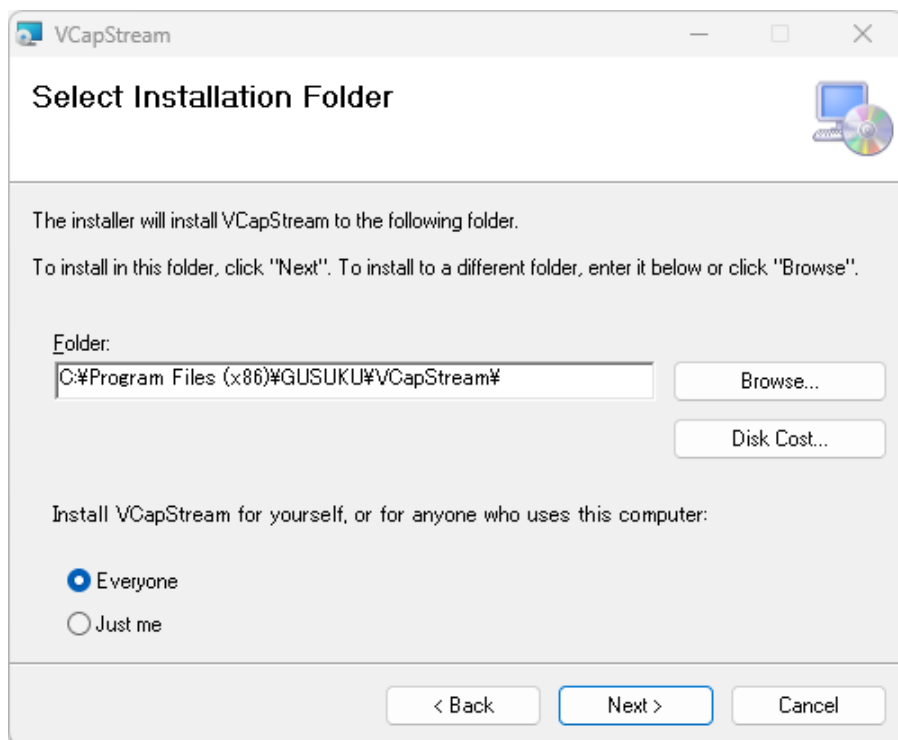 VCapStream
Select Installation Folder
The installer will install VCapStream to the following folder.
To install in this folder, click "Next". To install to a different folder, enter it below or click "Browse".
Folder:
C:¥Program Files (x86)¥GUSUKU¥VCapStream¥
Browse...
Disk Cost...
Install VCapStream for yourself, or for anyone who uses this computer:
Everyone
Just me
< Back
Next >
Cancel